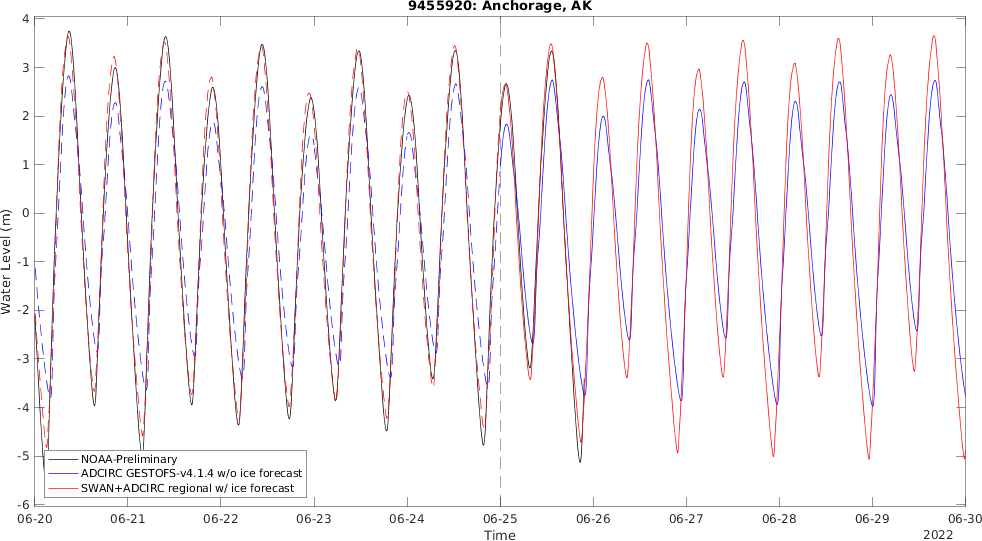 9455920: Anchorage, AK
4
3
2
1
0
-1
-2
-3
-4
-5
-6
Water Level (m)
NOAA-Preliminary
ADCIRC GESTOFS-v4.1.4 w/o ice forecast
SWAN+ADCIRC regional w/ ice forecast
06-20 06-21 06-22 06-23 06-24 06-25 06-26 06-27 06-28 06-29 06-30
Time
2022